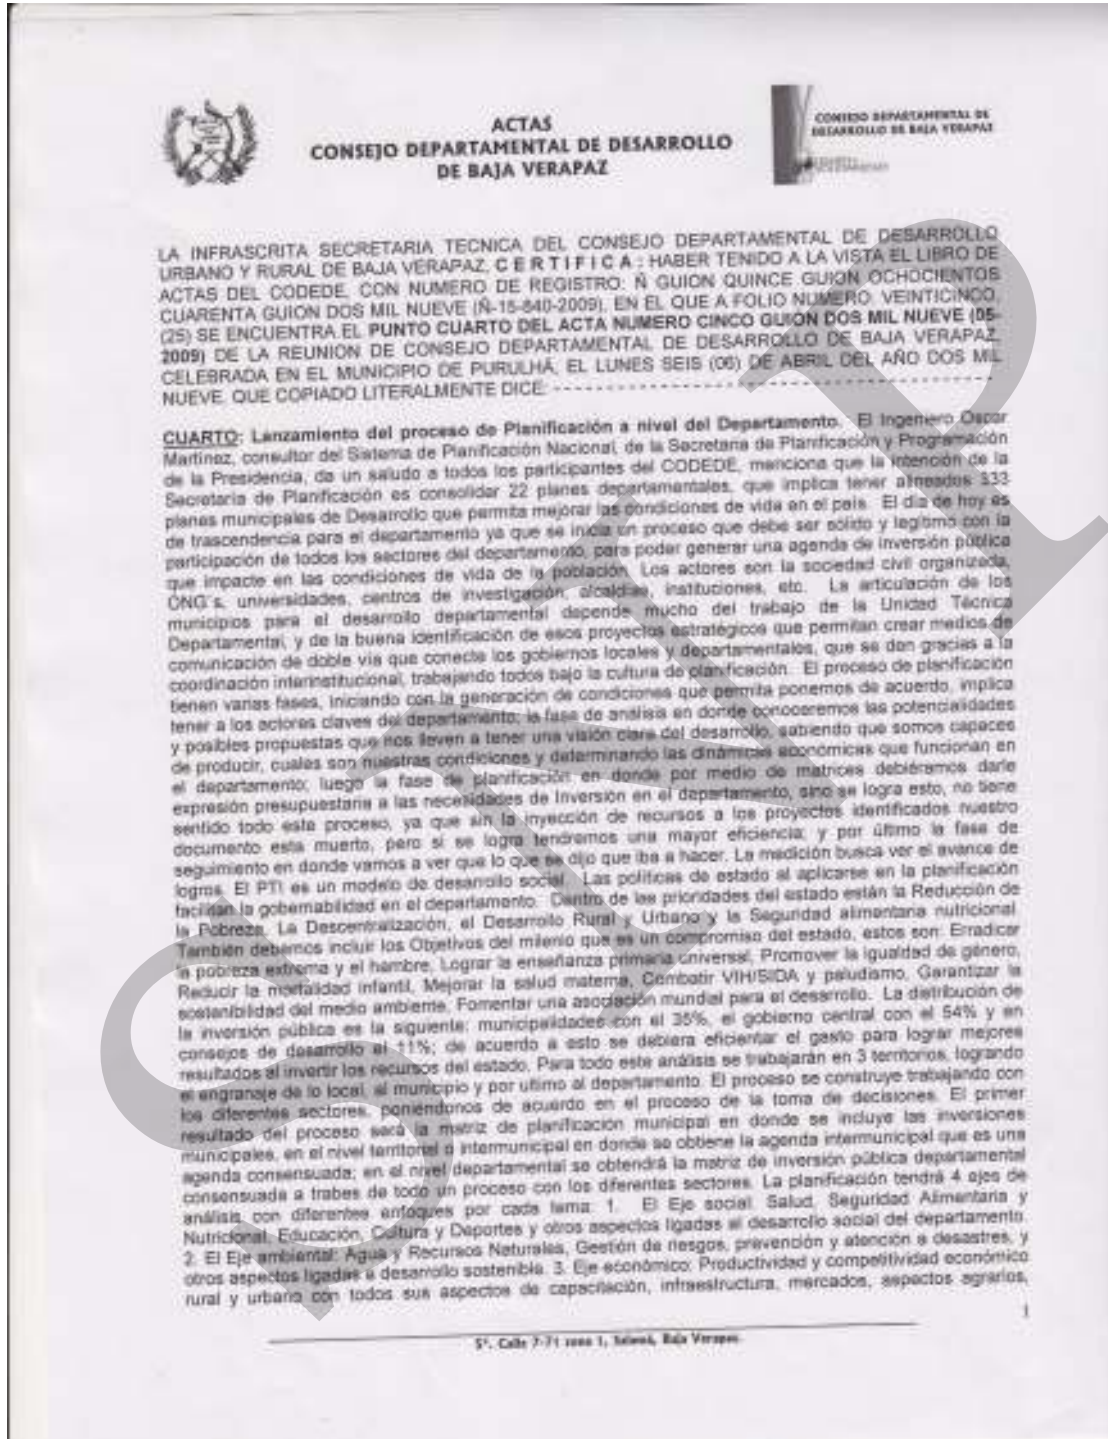 ACTAS
CONSEJO DEPARTAMENTAL DE DESARROLLO
DE BAJA VERAPAZ
CONSEJO DEPARTAMENTAL DE
DESARROLLO DE BAJA VERAPAZ
LA INFRASCRITA SECRETARIA TECNICA DEL CONSEJO DEPARTAMENTAL DE DESARROLLO
URBANO Y RURAL DE BAJA VERAPAZ, C E R T I F I C A : HABER TENIDO A LA VISTA EL LIBRO DE
ACTAS DEL CODEDE, CON NUMERO DE REGISTRO: Ñ GUION QUINCE GUION OCHOCIENTOS
CUARENTA GUION DOS MIL NUEVE (Ñ-15-840-2009), EN EL QUE A FOLIO NUMERO, VEINTICINCO,
(25) SE ENCUENTRA EL PUNTO CUARTO DEL ACTA NUMERO CINCO GUION DOS MIL NUEVE (05-
2009) DE LA REUNIÓN DE CONSEJO DEPARTAMENTAL DE DESARROLLO DE BAJA VERAPAZ,
CELEBRADA EN EL MUNICIPIO DE PURULHÁ, EL LUNES SEIS (06) DE ABRIL DEL AÑO DOS MIL
NUEVE, QUE COPIADO LITERALMENTE DICE: - - - - - - - - - - - - - - - - - - - - - - - - - - - - - - - - - - - - - - - -
CUARTO: Lanzamiento del proceso de Planificación a nivel del Departamento. El Ingeniero Oscar
Martínez, consultor del Sistema de Planificación Nacional, de la Secretaria de Planificación y Programación
de la Presidencia, da un saludo a todos los participantes del CODEDE, menciona que la intención de la
Secretaría de Planificación es consolidar 22 planes departamentales, que implica tener alineados 333
planes municipales de Desarrollo que permita mejorar las condiciones de vida en el país. El día de hoy es
de trascendencia para el departamento ya que se inicia un proceso que debe ser sólido y legítimo con la
participación de todos los sectores del departamento, para poder generar una agenda de inversión pública
que impacte en las condiciones de vida de la población. Los actores son la sociedad civil organizada,
ONG´s, universidades, centros de investigación, alcaldías, instituciones, etc. La articulación de los
municipios para el desarrollo departamental depende mucho del trabajo de la Unidad Técnica
Departamental, y de la buena identificación de esos proyectos estratégicos que permitan crear medios de
comunicación de doble vía que conecte los gobiernos locales y departamentales, que se den gracias a la
coordinación interinstitucional, trabajando todos bajo la cultura de planificación. El proceso de planificación
tienen varias fases, Iniciando con la generación de condiciones que permita ponernos de acuerdo, implica
tener a los actores claves del departamento; la fase de análisis en donde conoceremos las potencialidades
y posibles propuestas que nos lleven a tener una visión clara del desarrollo, sabiendo que somos capaces
de producir, cuales son nuestras condiciones y determinando las dinámicas económicas que funcionan en
el departamento; luego la fase de planificación en donde por medio de matrices debiéramos darle
expresión presupuestaria a las necesidades de Inversión en el departamento, sino se logra esto, no tiene
sentido todo este proceso, ya que sin la inyección de recursos a los proyectos identificados nuestro
documento esta muerto, pero si se logra tendremos una mayor eficiencia; y por último la fase de
seguimiento en donde vamos a ver que lo que se dijo que iba a hacer. La medición busca ver el avance de
logros. El PTI es un modelo de desarrollo social. Las políticas de estado al aplicarse en la planificación
facilitan la gobernabilidad en el departamento. Dentro de las prioridades del estado están la Reducción de
la Pobreza, La Descentralización, el Desarrollo Rural y Urbano y la Seguridad alimentaria nutricional.
También debemos incluir los Objetivos del milenio que es un compromiso del estado, estos son: Erradicar
la pobreza extrema y el hambre, Lograr la enseñanza primaria universal, Promover la igualdad de género,
Reducir la mortalidad infantil, Mejorar la salud materna, Combatir VIH/SIDA y paludismo, Garantizar la
sostenibilidad del medio ambiente, Fomentar una asociación mundial para el desarrollo. La distribución de
la inversión pública es la siguiente: municipalidades con el 35%, el gobierno central con el 54% y en
consejos de desarrollo el 11%; de acuerdo a esto se debiera eficientar el gasto para lograr mejores
resultados al invertir los recursos del estado. Para todo este análisis se trabajarán en 3 territorios, logrando
el engranaje de lo local, al municipio y por ultimo al departamento. El proceso se construye trabajando con
los diferentes sectores, poniéndonos de acuerdo en el proceso de la toma de decisiones. El primer
resultado del proceso será la matriz de planificación municipal en donde se incluye las inversiones
municipales, en el nivel territorial o intermunicipal en donde se obtiene la agenda intermunicipal que es una
agenda consensuada; en el nivel departamental se obtendrá la matriz de inversión pública departamental
consensuada a trabes de todo un proceso con los diferentes sectores. La planificación tendrá 4 ejes de
análisis con diferentes enfoques por cada tema: 1. El Eje social: Salud, Seguridad Alimentaria y
Nutricional, Educación, Cultura y Deportes y otros aspectos ligadas al desarrollo social del departamento,
2. El Eje ambiental: Agua y Recursos Naturales, Gestión de riesgos, prevención y atención a desastres, y
otros aspectos ligadas a desarrollo sostenible. 3. Eje económico: Productividad y competitividad económico
rural y urbano con todos sus aspectos de capacitación, infraestructura, mercados, aspectos agrarios,
1
5ª. Calle 7-71 zona 1, Salamá, Baja Verapaz